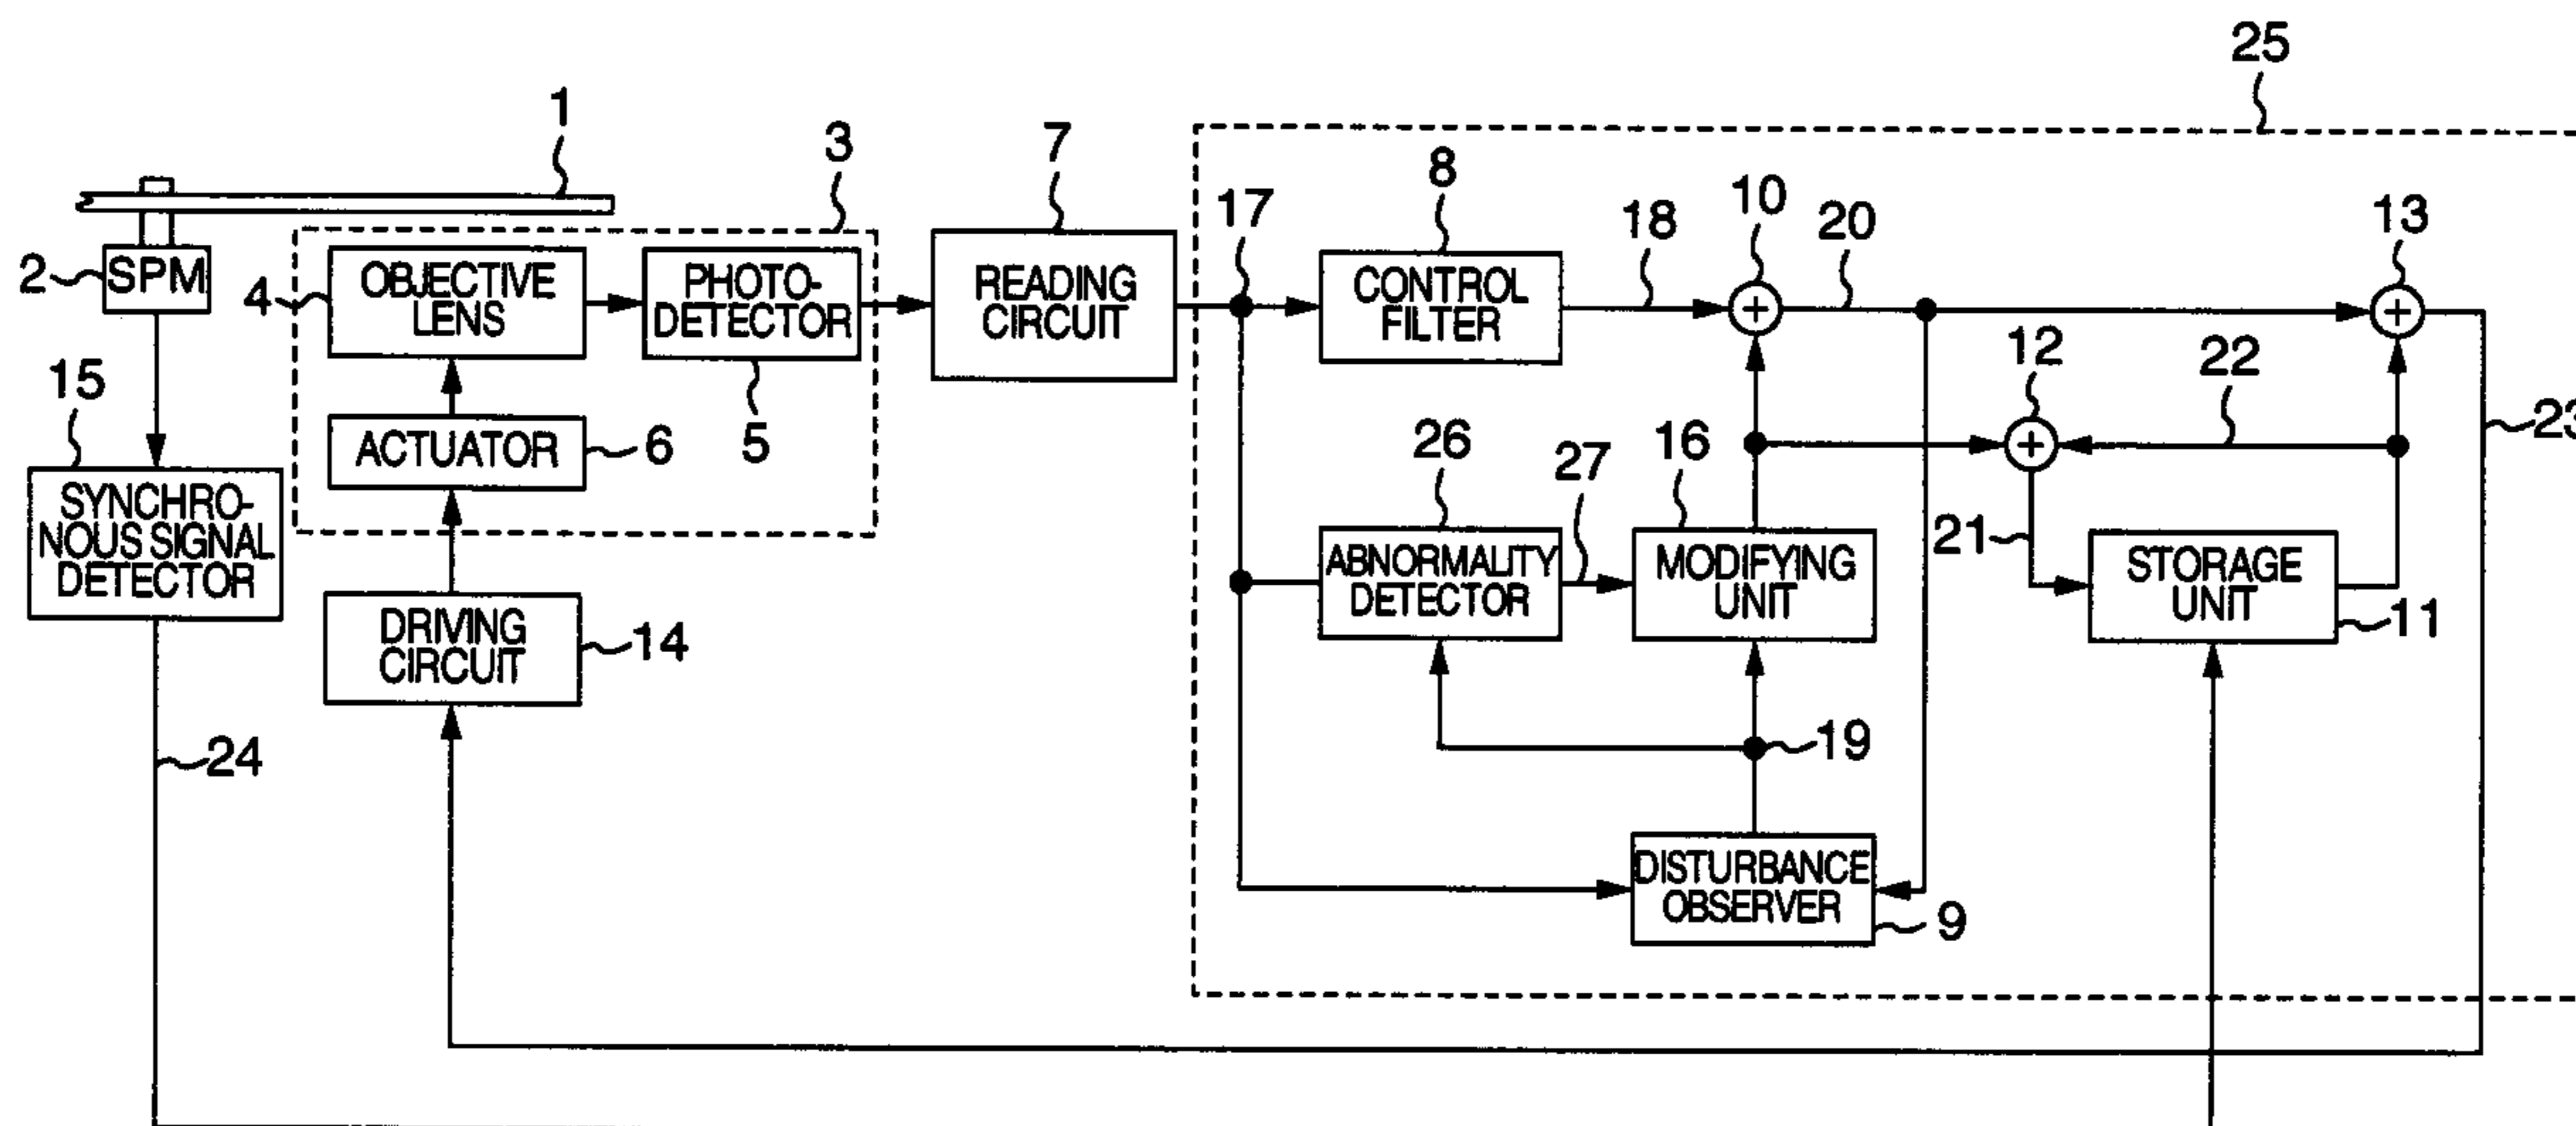 25
1
3
7
8
17
18
10
20
13
2
SPM
4
OBJECTIVE
LENS
PHOTO-
DETECTOR
READING
CIRCUIT
CONTROL
FILTER
12
22
15
5
ACTUATOR
6
26
27
16
23
SYNCHRO-
NOUS SIGNAL
DETECTOR
21
ABNORMALITY
DETECTOR
MODIFYING
UNIT
STORAGE
UNIT
11
DRIVING
CIRCUIT
14
24
19
DISTURBANCE
OBSERVER
9